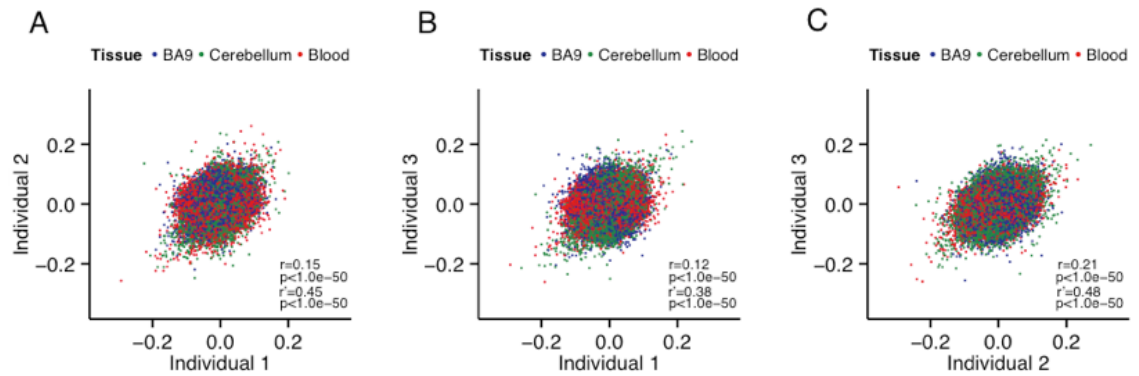 A
Tissue • BA9 • Cerebellum • Blood
Individual 2
0.2
0.0
−0.2
r=0.15
p<1.0e−50
r'=0.45
p<1.0e−50
−0.2 0.0 0.2
Individual 1
B
Tissue • BA9 • Cerebellum • Blood
Individual 3
0.2
0.0
−0.2
r=0.12
p<1.0e−50
r'=0.38
p<1.0e−50
−0.2 0.0 0.2
Individual 1
C
Tissue • BA9 • Cerebellum • Blood
Individual 3
0.2
0.0
−0.2
r=0.21
p<1.0e−50
r'=0.48
p<1.0e−50
−0.2 0.0 0.2
Individual 2